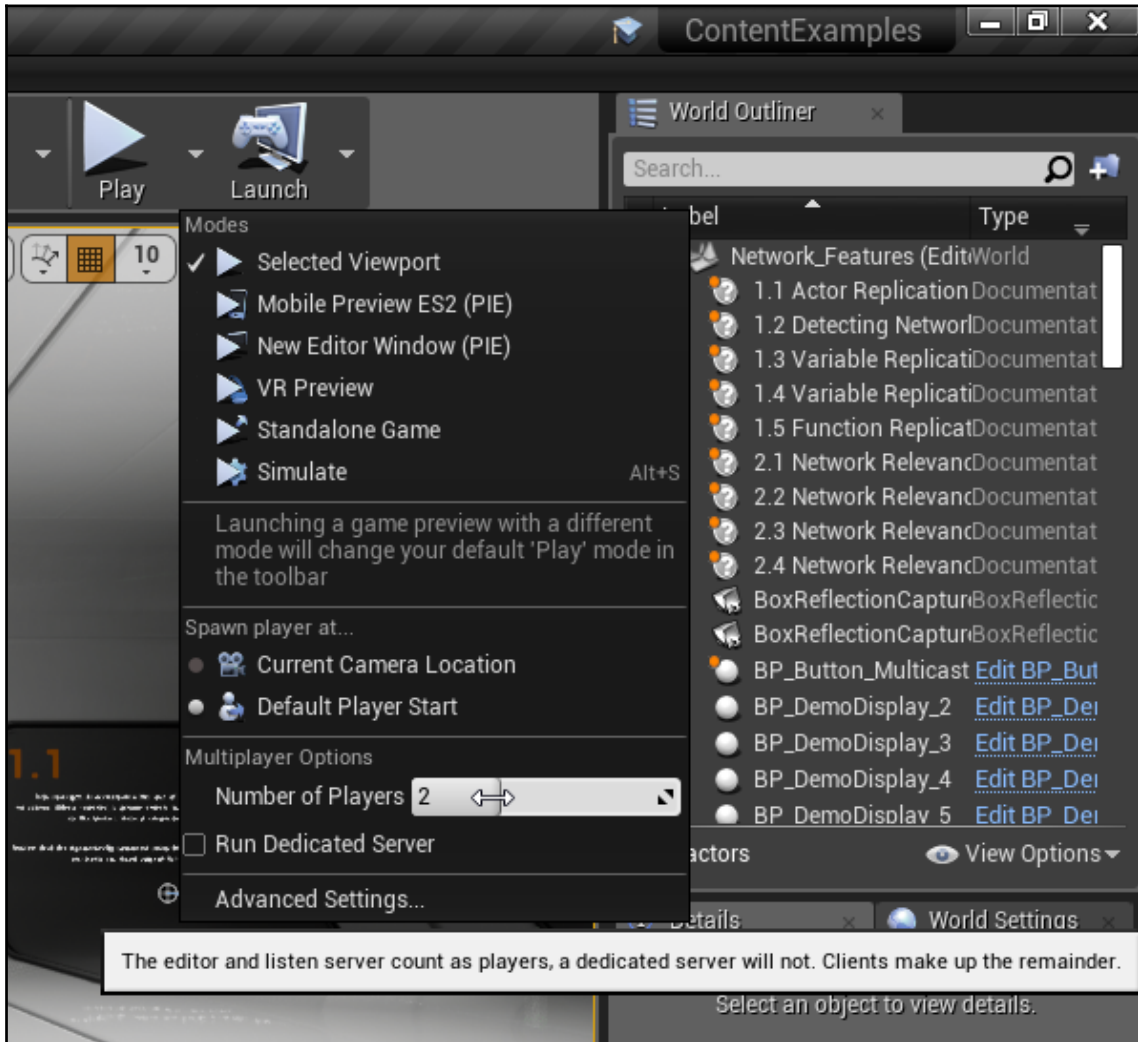 ContentExamples
World Outliner
Play
Launch
Search...
Modes
bel
Type
10
Selected Viewport
Network_Features (Edit
World
Mobile Preview ES2 (PIE)
1.1 Actor Replication
Documentat
1.2 Detecting Networ
Documentat
New Editor Window (PIE)
1.3 Variable Replicati
Documentat
VR Preview
1.4 Variable Replicati
Documentat
Standalone Game
1.5 Function Replicat
Documentat
Simulate
Alt+S
2.1 Network Relevanc
Documentat
2.2 Network Relevanc
Documentat
Launching a game preview with a different
mode will change your default 'Play' mode in
the toolbar
2.3 Network Relevanc
Documentat
2.4 Network Relevanc
Documentat
BoxReflectionCaptur
BoxReflectic
Spawn player at...
BoxReflectionCaptur
BoxReflectic
Current Camera Location
BP_Button_Multicast
Edit BP_But
Default Player Start
BP_DemoDisplay_2
Edit BP_Der
BP_DemoDisplay_3
Edit BP_Der
Multiplayer Options
1.1
BP_DemoDisplay_4
Edit BP_Der
Number of Players
2
BP_DemoDisplay_5
Edit BP_Der
Run Dedicated Server
actors
View Options
Advanced Settings...
Details
World Settings
The editor and listen server count as players, a dedicated server will not. Clients make up the remainder.
Select an object to view details.